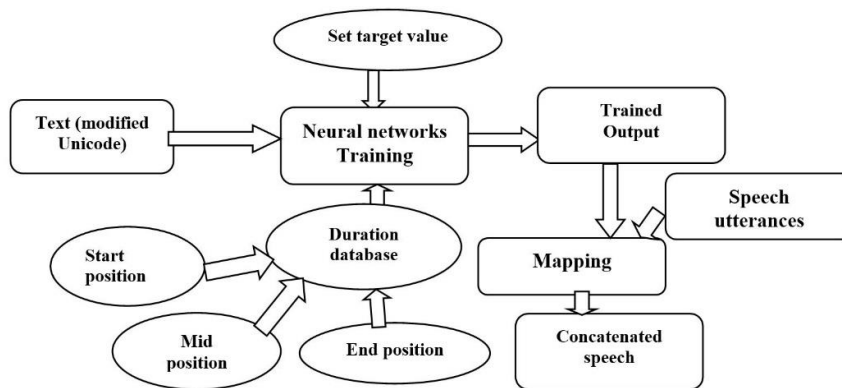 Set target value
Text (modified
Unicode)
Neural networks
Training
Trained
Output
Speech
utterances
Start
position
Duration
database
Mapping
Mid
position
End position
Concatenated
speech